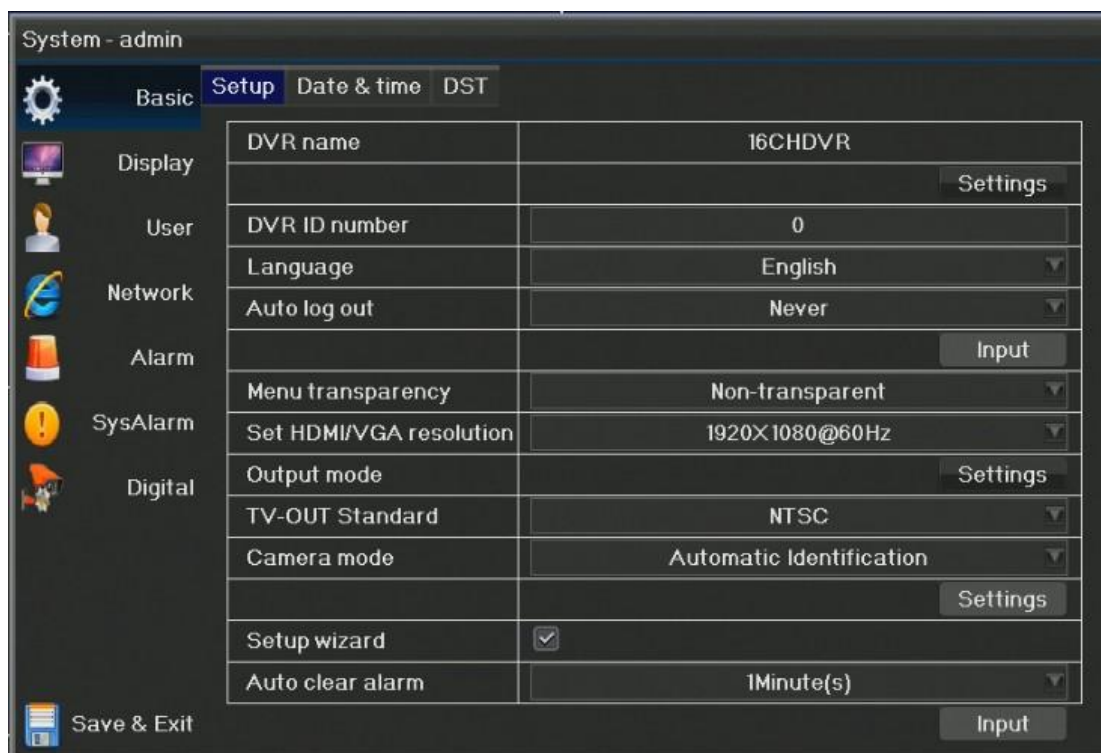 System - admin
Basic
Setup Date & time DST
DVR name 16CHDVR
Display
Settings
User
DVR ID number 0
Language English
Network
Auto log out Never
Input
Alarm
Menu transparency Non-transparent
SysAlarm
Set HDMI/VGA resolution 1920X1080@60Hz
Output mode Settings
Digital
TV-OUT Standard NTSC
Camera mode Automatic Identification
Settings
Setup wizard
Auto clear alarm 1Minute(s)
Save & Exit
Input